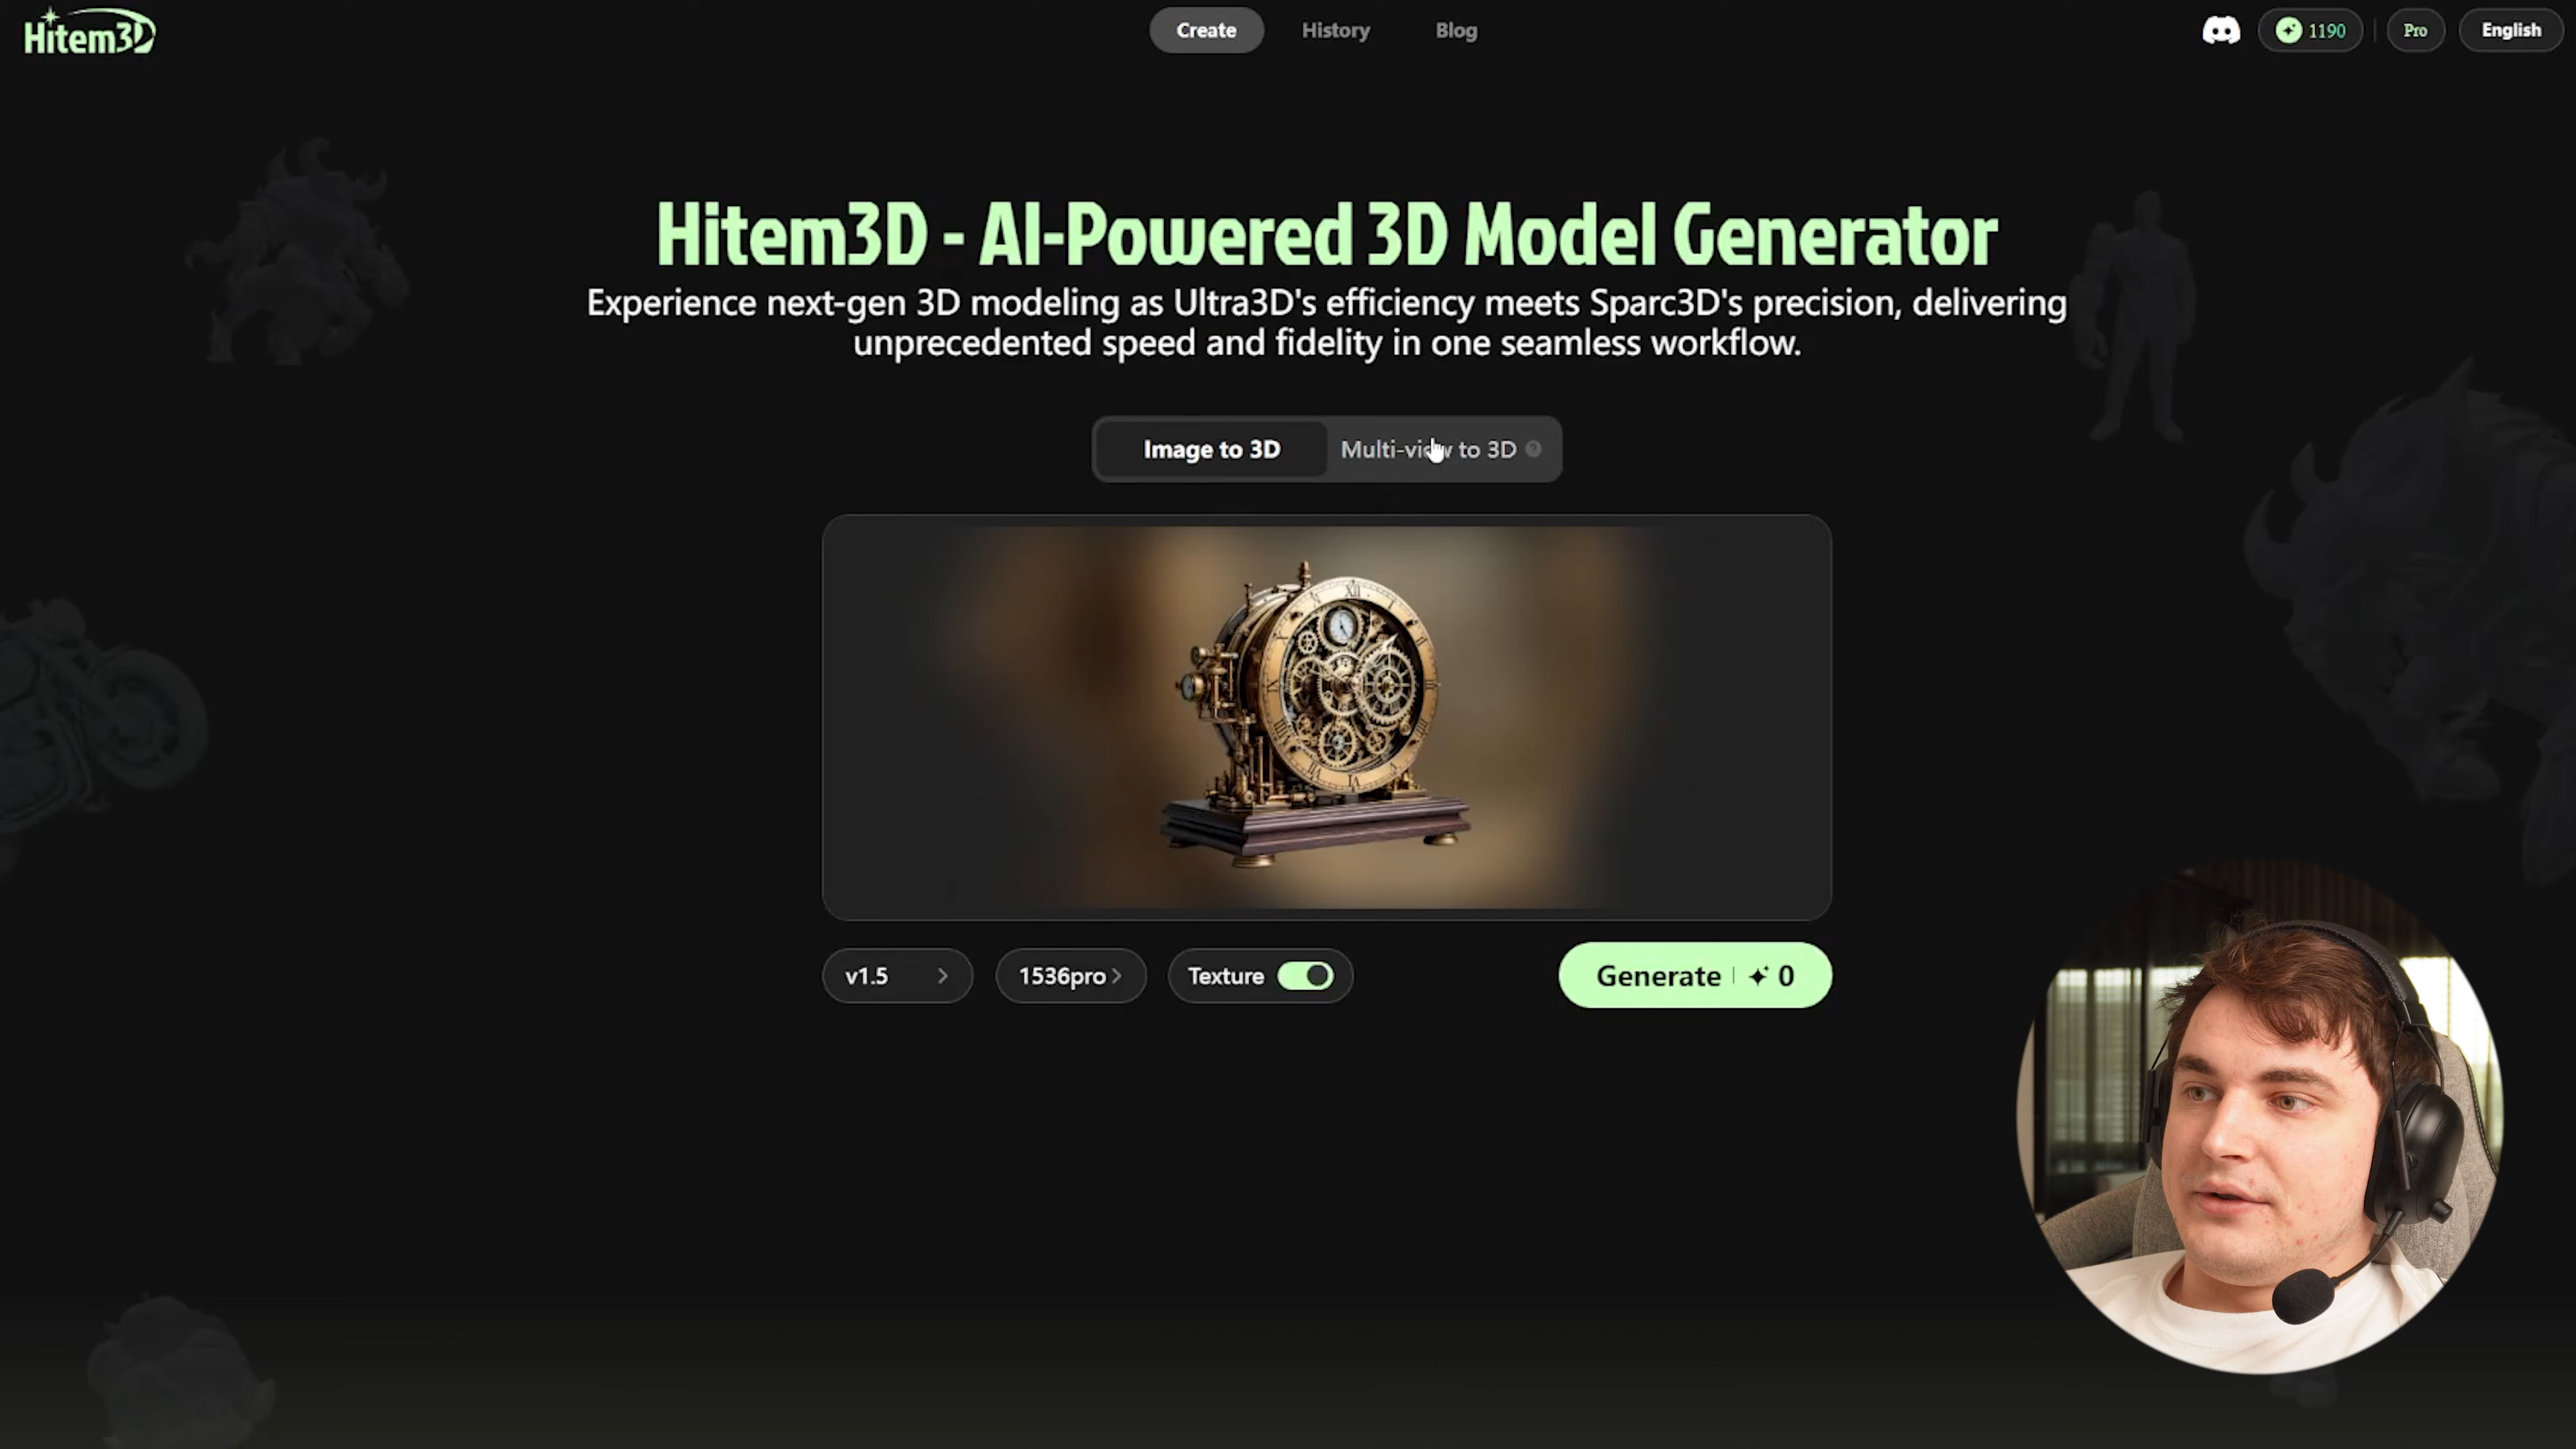 Hitem3D
Create
History
Blog
1190
Pro
English
Hitem3D - AI-Powered 3D Model Generator
Experience next-gen 3D modeling as Ultra3D's efficiency meets Sparc3D's precision, delivering
unprecedented speed and fidelity in one seamless workflow.
Image to 3D
Multi-view to 3D ?
v1.5
1536pro
Texture
Generate | 0